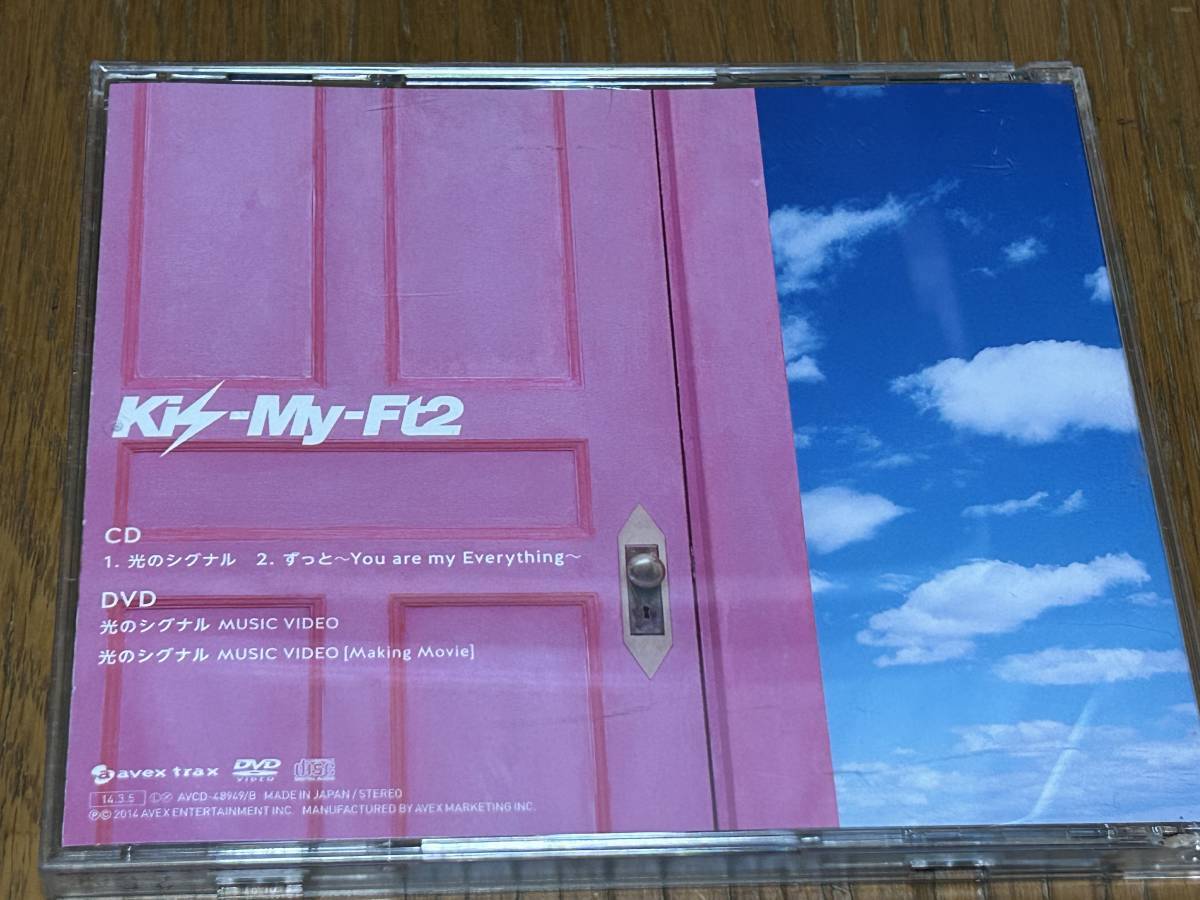 Kis-My-Ft2
CD
1. 光のシグナル 2. ずっと～You are my Everything～
DVD
光のシグナル MUSIC VIDEO
光のシグナル MUSIC VIDEO [Making Movie]
a avex trax DVD VIDEO disc DIGITAL AUDIO
14.3.5 AVCD-48949/B MADE IN JAPAN / STEREO
℗© 2014 AVEX ENTERTAINMENT INC. MANUFACTURED BY AVEX MARKETING INC.